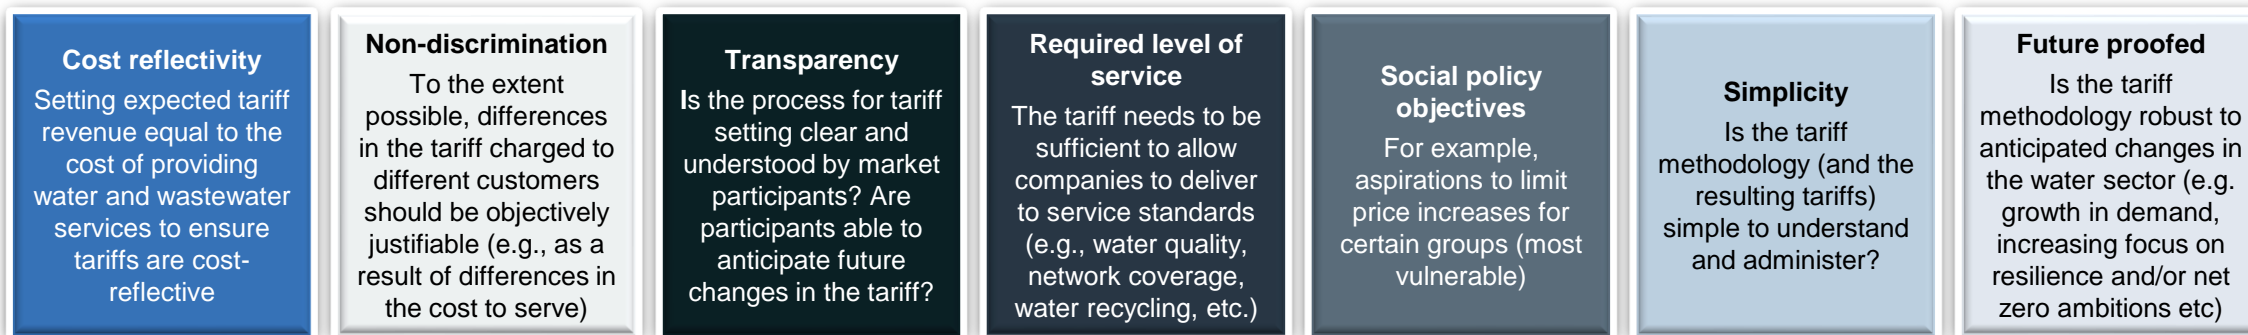 Cost reflectivity
Setting expected tariff
revenue equal to the
cost of providing
water and wastewater
services to ensure
tariffs are cost-
reflective
Non-discrimination
To the extent
possible, differences
in the tariff charged to
different customers
should be objectively
justifiable (e.g., as a
result of differences in
the cost to serve)
Transparency
Is the process for tariff
setting clear and
understood by market
participants? Are
participants able to
anticipate future
changes in the tariff?
Required level of
service
The tariff needs to be
sufficient to allow
companies to deliver
to service standards
(e.g., water quality,
network coverage,
water recycling, etc.)
Social policy
objectives
For example,
aspirations to limit
price increases for
certain groups (most
vulnerable)
Simplicity
Is the tariff
methodology (and the
resulting tariffs)
simple to understand
and administer?
Future proofed
Is the tariff
methodology robust to
anticipated changes in
the water sector (e.g.
growth in demand,
increasing focus on
resilience and/or net
zero ambitions etc)